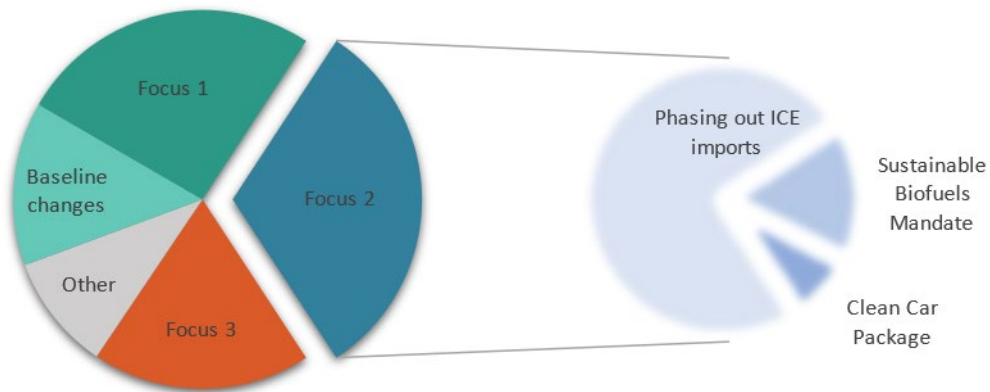 Focus 1
Baseline
changes
Other
Focus 3
Focus 2
Phasing out ICE
imports
Sustainable
Biofuels
Mandate
Clean Car
Package